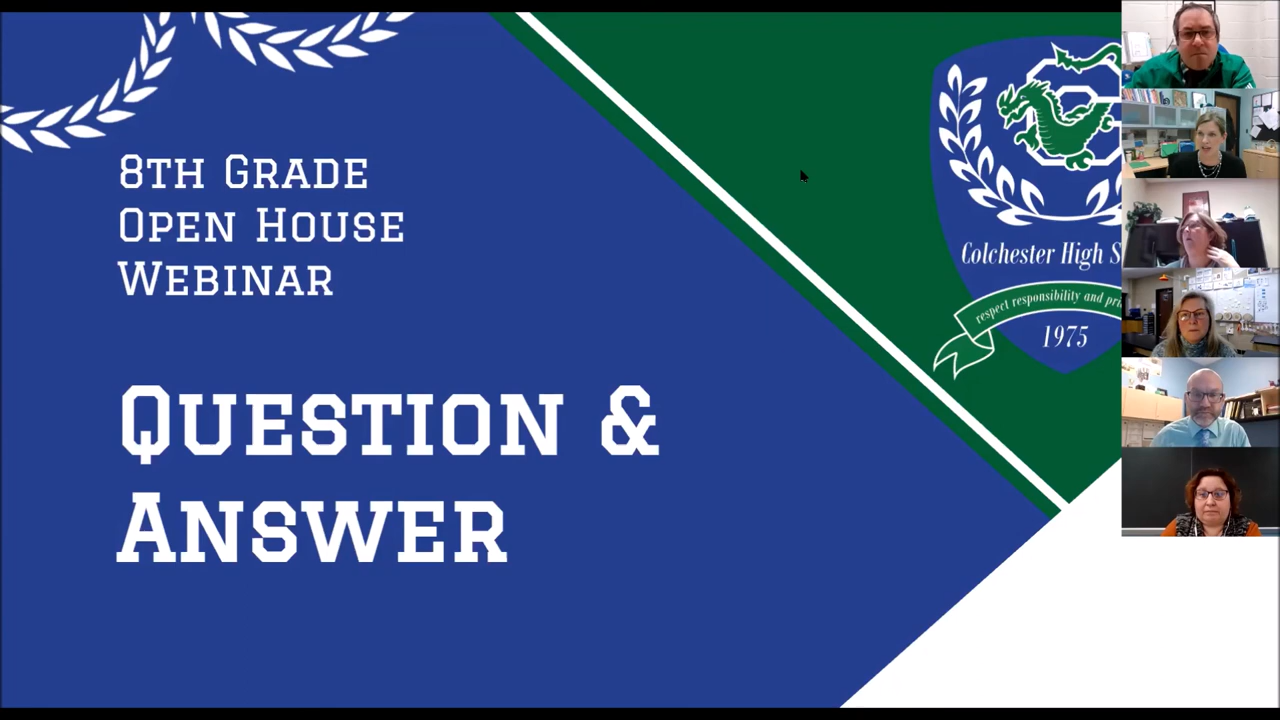 8TH GRADE
OPEN HOUSE
WEBINAR
QUESTION &
ANSWER
Colchester High S
respect responsibility and pri
1975